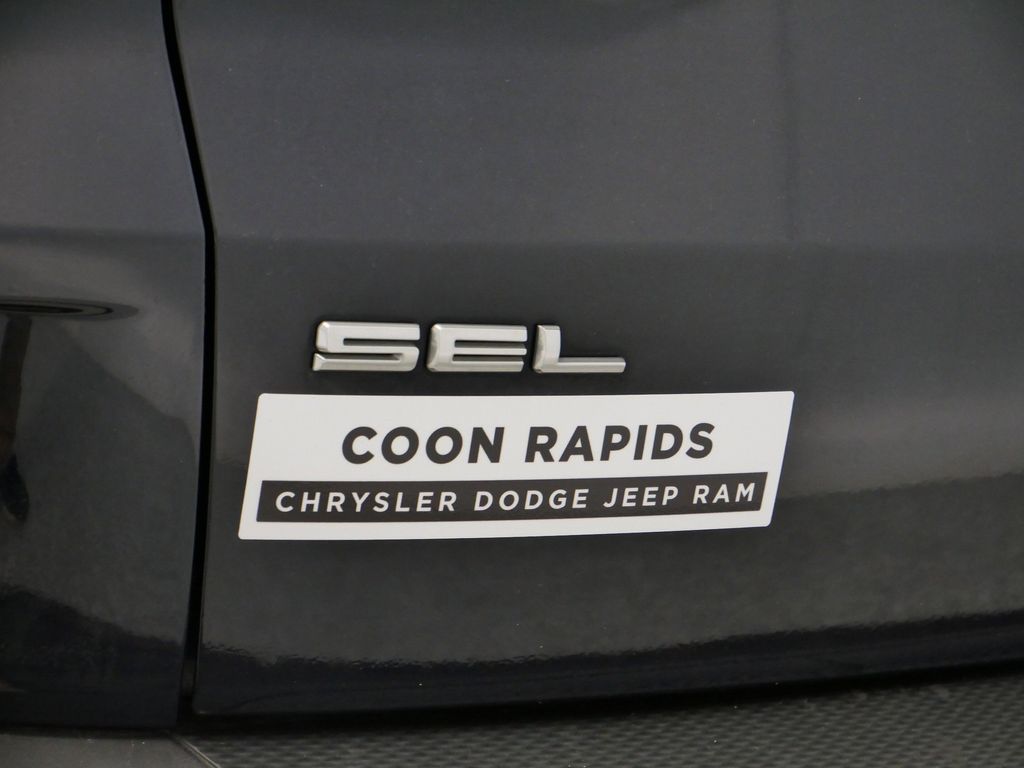 SEL
COON RAPIDS
CHRYSLER DODGE JEEP RAM